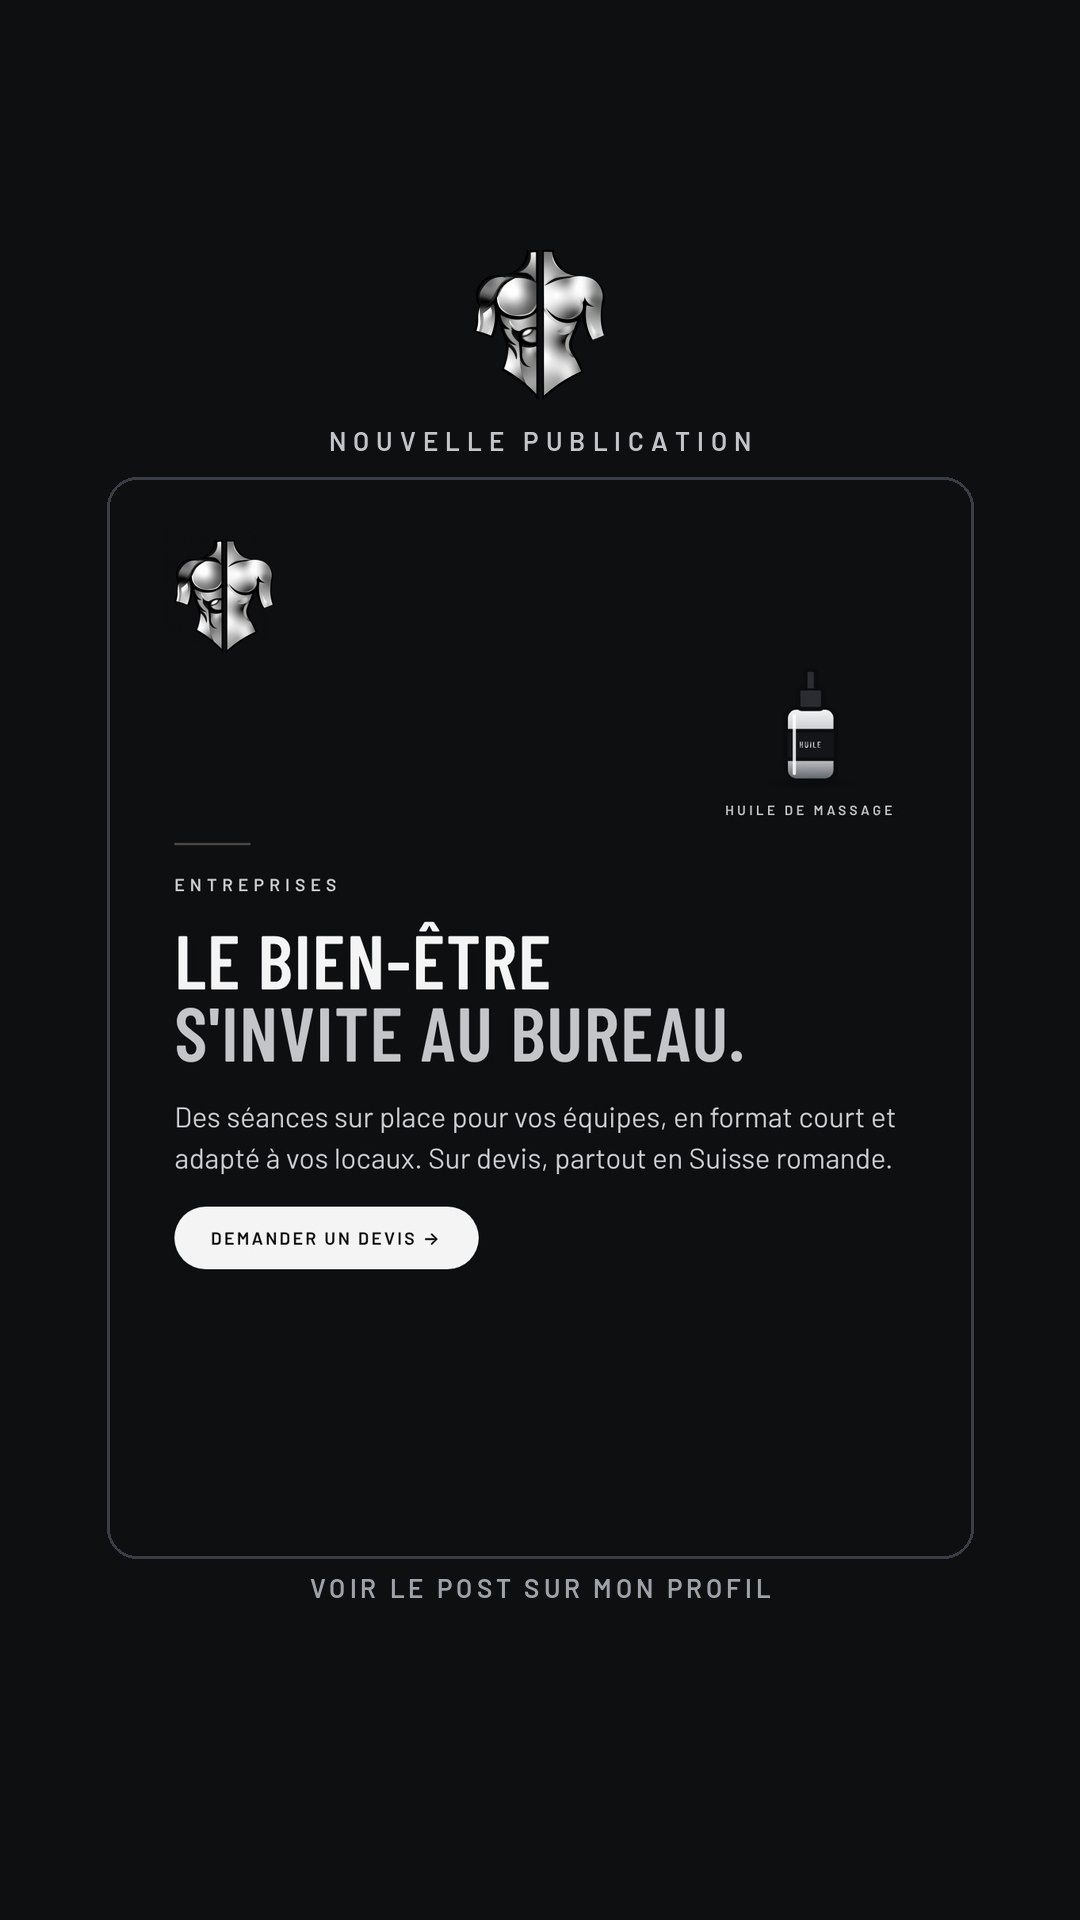 NOUVELLE PUBLICATION
HUILE
HUILE DE MASSAGE
ENTREPRISES
LE BIEN-ÊTRE
S'INVITE AU BUREAU.
Des séances sur place pour vos équipes, en format court et
adapté à vos locaux. Sur devis, partout en Suisse romande.
DEMANDER UN DEVIS →
VOIR LE POST SUR MON PROFIL